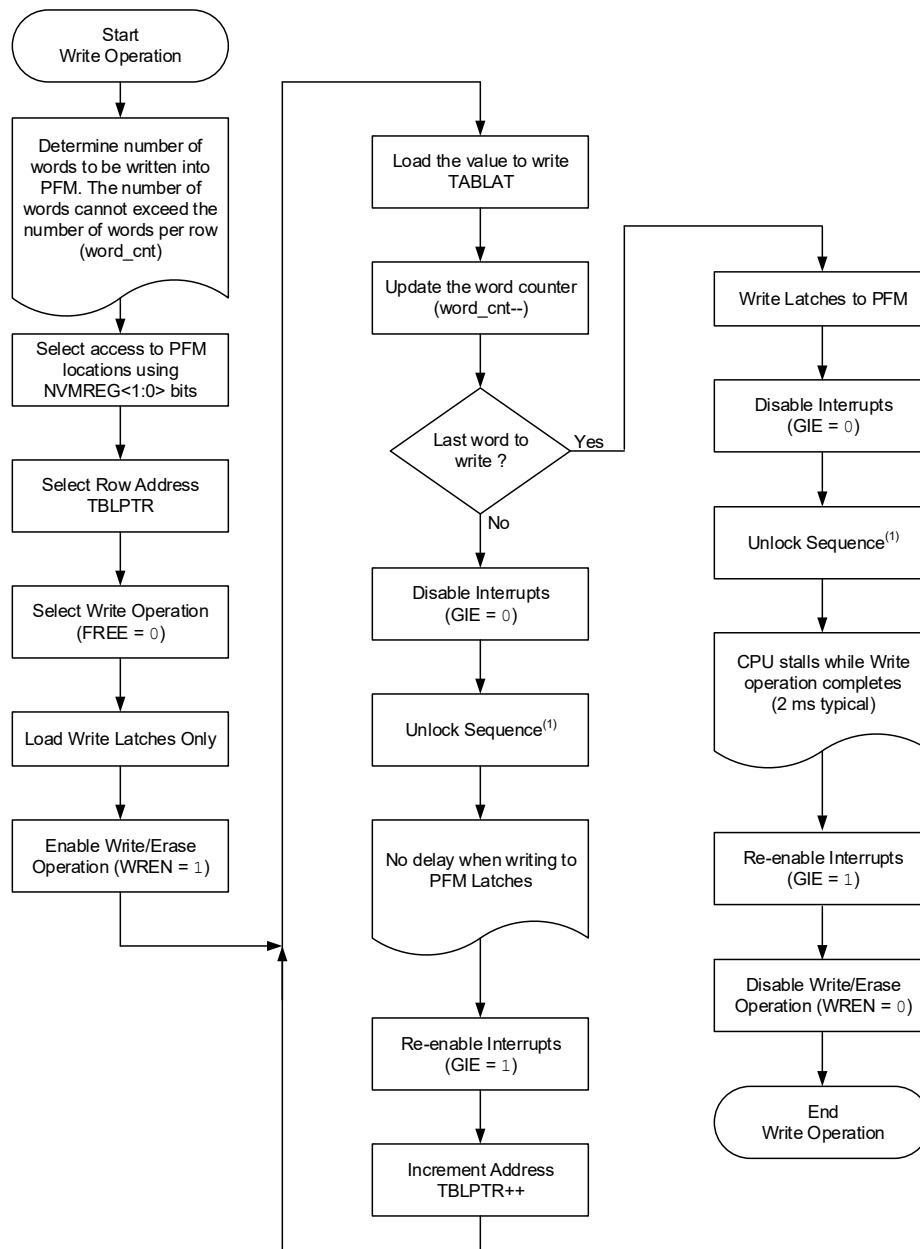 Start
Write Operation
Determine number of
words to be written into
PFM. The number of
words cannot exceed the
number of words per row
(word_cnt)
Select access to PFM
locations using
NVMREG<1:0> bits
Select Row Address
TBLPTR
Select Write Operation
(FREE = 0)
Load Write Latches Only
Enable Write/Erase
Operation (WREN = 1)
Load the value to write
TABLAT
Update the word counter
(word_cnt--)
Last word to
write ?
Yes
No
Disable Interrupts
(GIE = 0)
Unlock Sequence(1)
No delay when writing to
PFM Latches
Re-enable Interrupts
(GIE = 1)
Increment Address
TBLPTR++
Write Latches to PFM
Disable Interrupts
(GIE = 0)
Unlock Sequence(1)
CPU stalls while Write
operation completes
(2 ms typical)
Re-enable Interrupts
(GIE = 1)
Disable Write/Erase
Operation (WREN = 0)
End
Write Operation